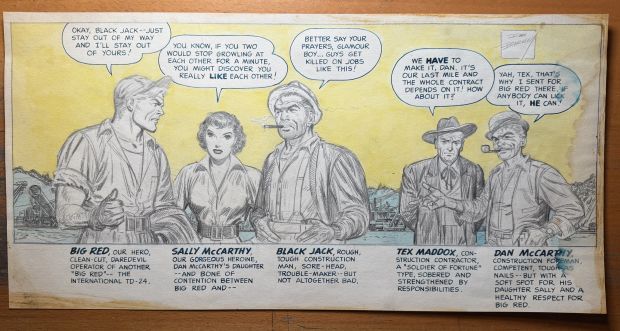 OKAY, BLACK JACK--JUST
STAY OUT OF MY WAY
AND I'LL STAY OUT
OF YOURS!
YOU KNOW, IF YOU TWO
WOULD STOP GROWLING AT
EACH OTHER FOR A MINUTE,
YOU MIGHT DISCOVER YOU
REALLY LIKE EACH OTHER!
BETTER SAY YOUR
PRAYERS, GLAMOUR
BOY... GUYS GET
KILLED ON JOBS
LIKE THIS!
WE HAVE TO
MAKE IT, DAN. IT'S
OUR LAST MILE AND
THE WHOLE CONTRACT
DEPENDS ON IT! HOW
ABOUT IT?
YAH, TEX, THAT'S
WHY I SENT FOR
BIG RED THERE. IF
ANYBODY CAN LICK
IT, HE CAN!
BIG RED, OUR HERO,
CLEAN-CUT, DAREDEVIL
OPERATOR OF ANOTHER
"BIG RED"-- THE
INTERNATIONAL TD-24.
SALLY McCARTHY,
OUR GORGEOUS HEROINE,
DAN McCARTHY'S DAUGHTER
--AND BONE OF
CONTENTION BETWEEN
BIG RED AND--
BLACK JACK, ROUGH,
TOUGH CONSTRUCTION
MAN, SORE-HEAD,
TROUBLE-MAKER--BUT
NOT ALTOGETHER BAD.
TEX MADDOX, CON-
STRUCTION CONTRACTOR,
A "SOLDIER OF FORTUNE"
TYPE, SOBERED AND
STRENGTHENED BY
RESPONSIBILITIES.
DAN McCARTHY,
CONSTRUCTION FOREMAN,
COMPETENT, TOUGH AS
NAILS-- BUT WITH A
SOFT SPOT FOR HIS
DAUGHTER SALLY AND A
HEALTHY RESPECT FOR
BIG RED.